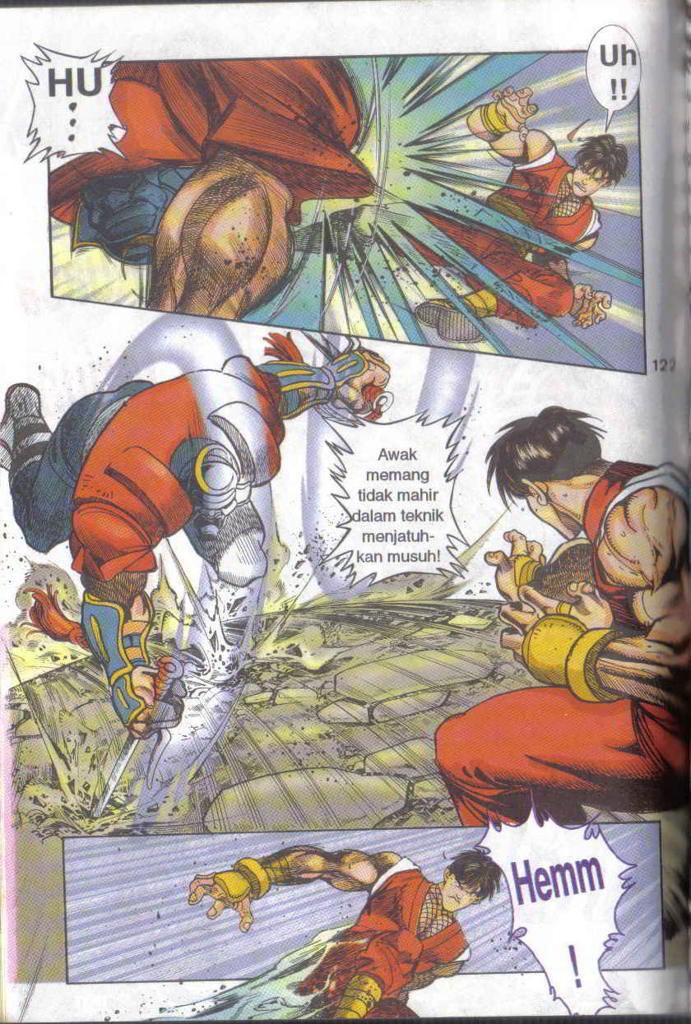 HU
...
Uh
!!
122
Awak
memang
tidak mahir
dalam teknik
menjatuh-
kan musuh!
Hemm
!